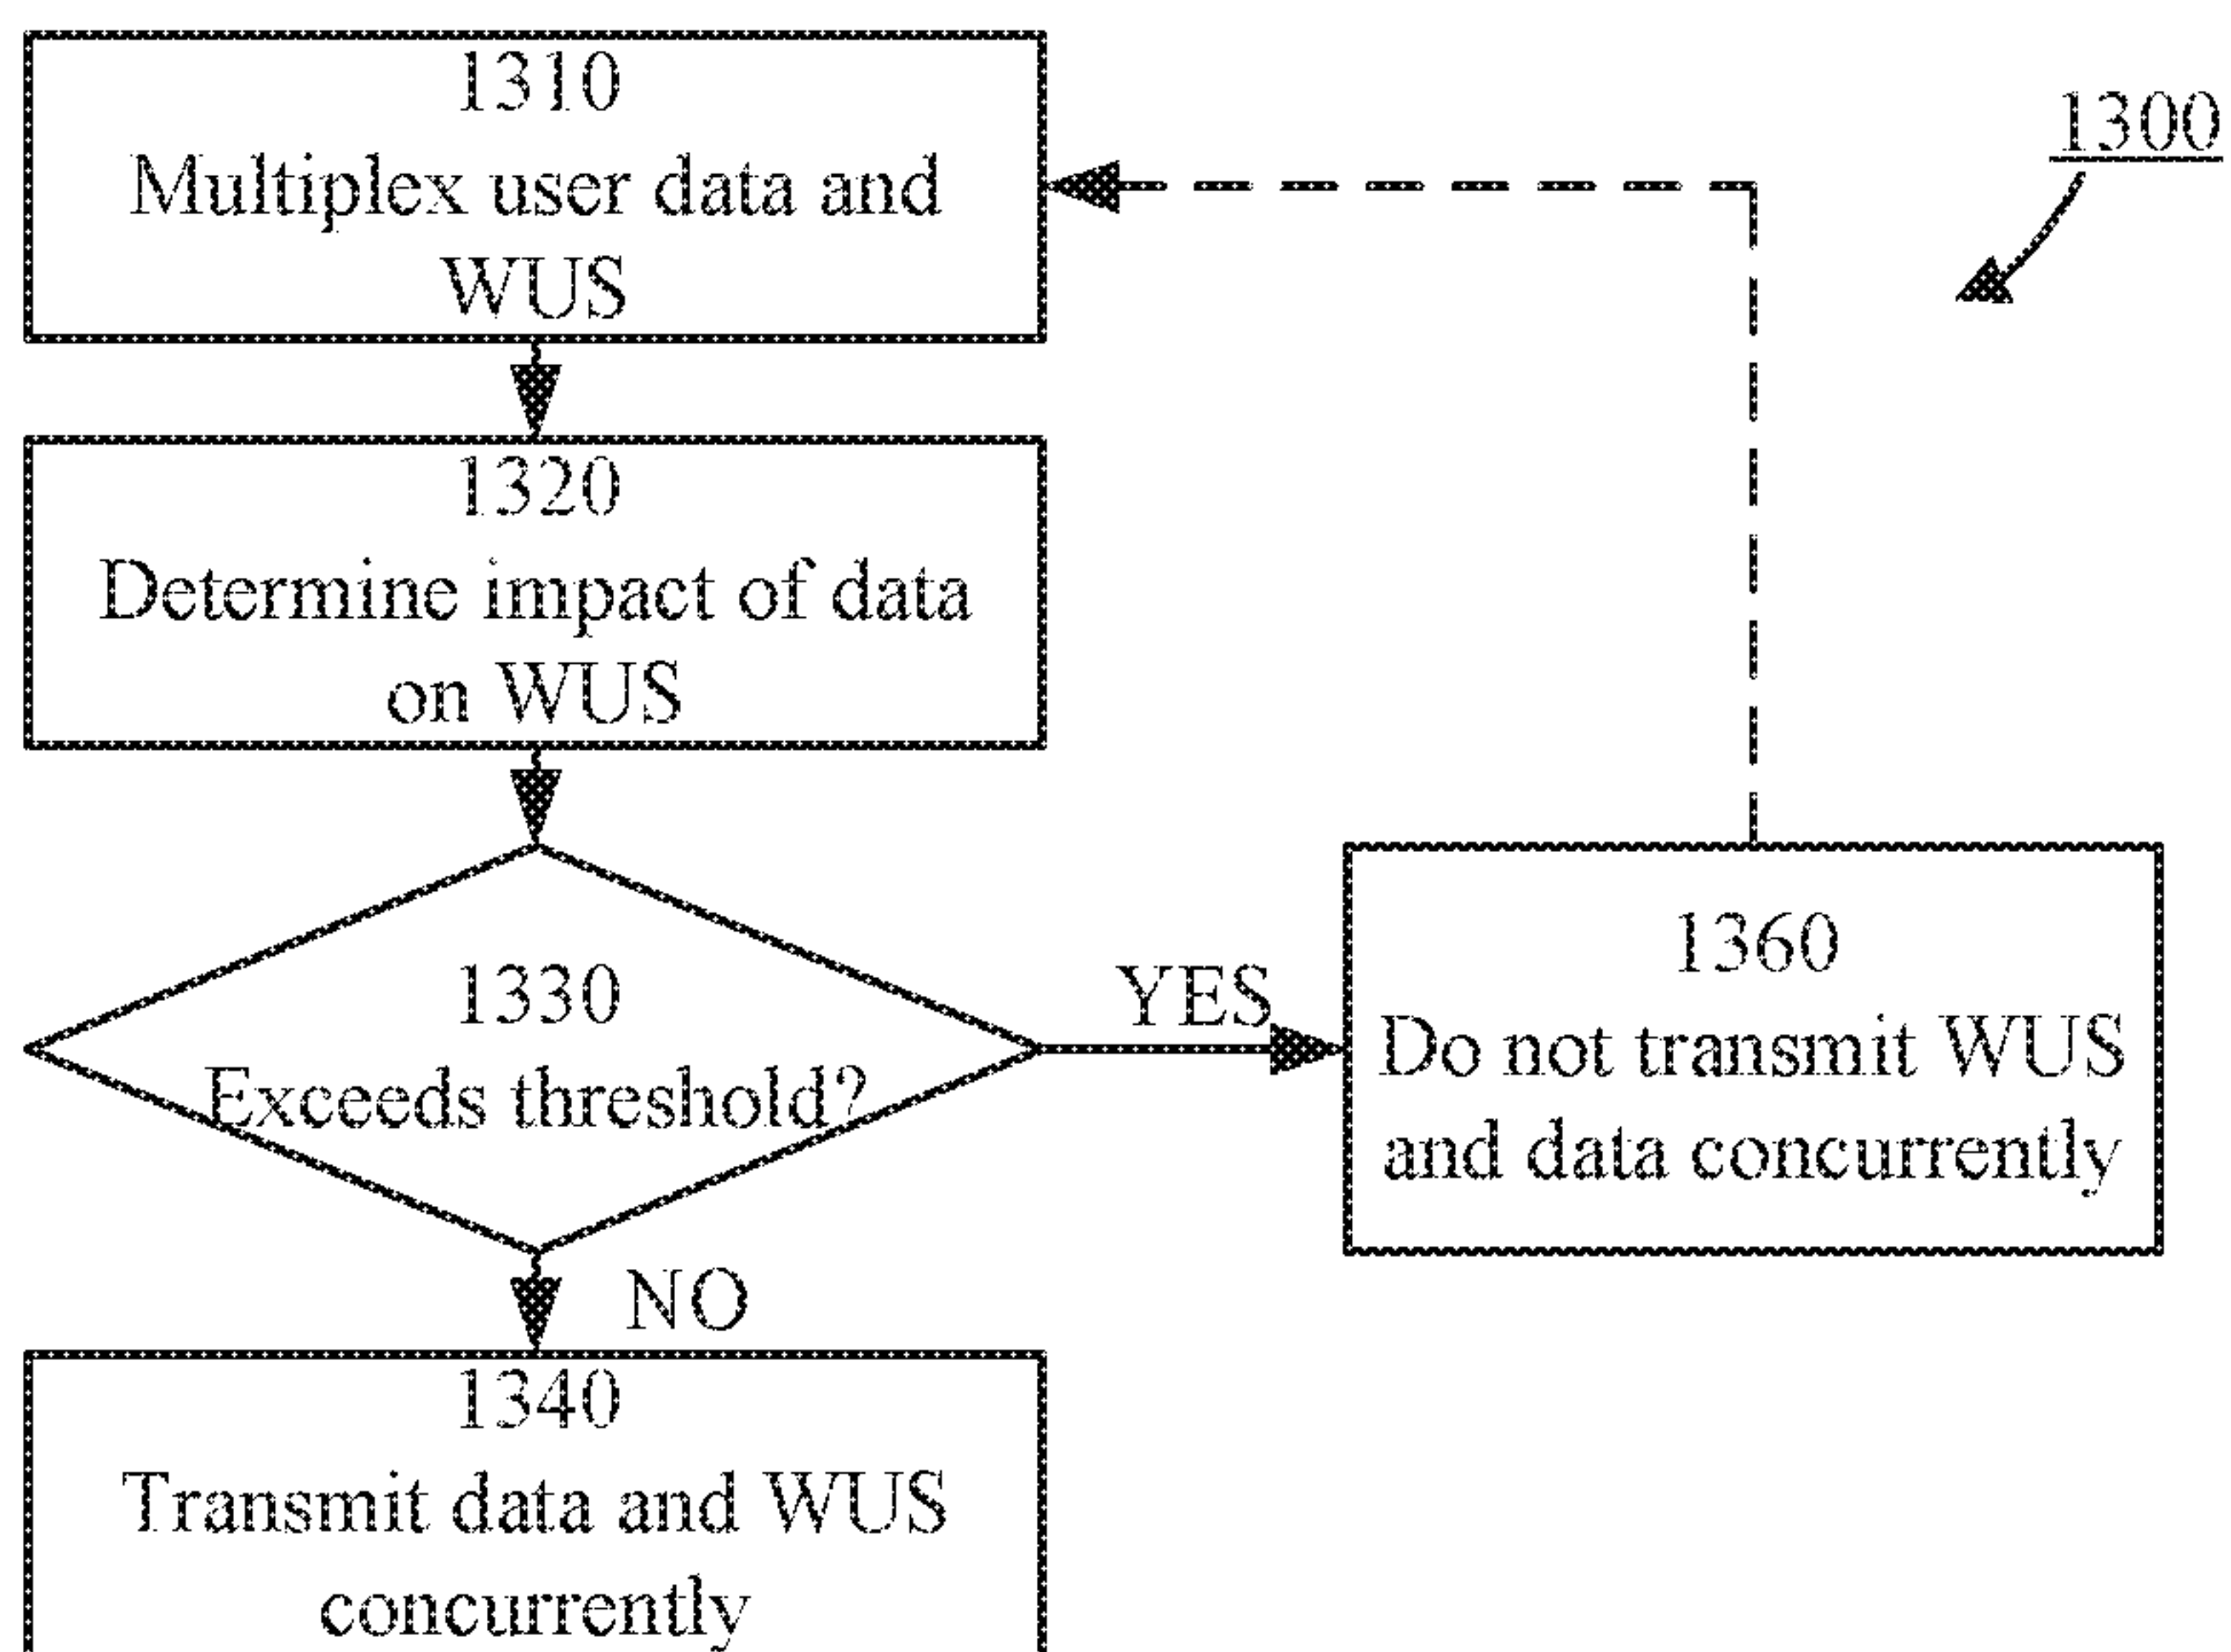 1310
Multiplex user data and
WUS
1300
1320
Determine impact of data
on WUS
1330
Exceeds threshold?
YES
1360
Do not transmit WUS
and data concurrently
NO
1340
Transmit data and WUS
concurrently